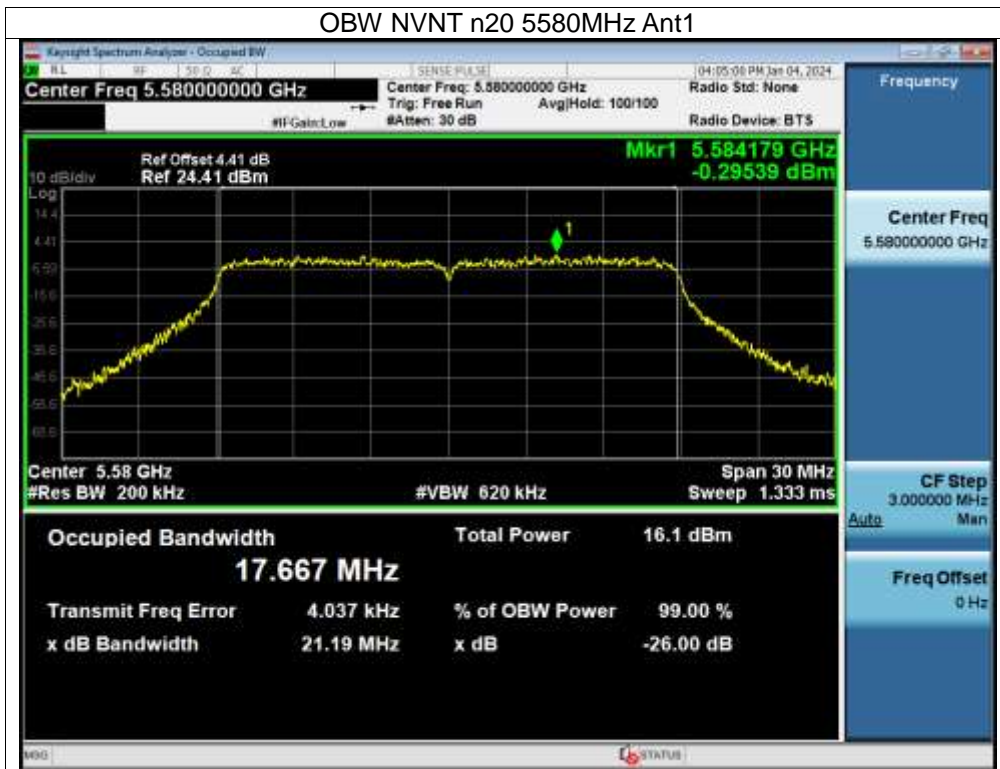 OBW NVNT n20 5580MHz Ant1
Keysight Spectrum Analyzer - Occupied BW
RL RF 50 Ω AC SENSE:PULSE 04:05:00 PM Jan 04, 2024
Center Freq 5.580000000 GHz Center Freq: 5.580000000 GHz Radio Std: None Frequency
Trig: Free Run Avg|Hold: 100/100
#IFGain:Low #Atten: 30 dB Radio Device: BTS
Ref Offset 4.41 dB Mkr1 5.584179 GHz
10 dB/div Ref 24.41 dBm -0.29539 dBm
Log
14.4
4.41
-5.59
-15.6
-25.6
-35.6
-45.6
-55.6
-65.6
1
Center Freq
5.580000000 GHz
Center 5.58 GHz Span 30 MHz
#Res BW 200 kHz #VBW 620 kHz Sweep 1.333 ms
CF Step
3.000000 MHz
Auto Man
Occupied Bandwidth Total Power 16.1 dBm
17.667 MHz
Freq Offset
0 Hz
Transmit Freq Error 4.037 kHz % of OBW Power 99.00 %
x dB Bandwidth 21.19 MHz x dB -26.00 dB
MSG STATUS